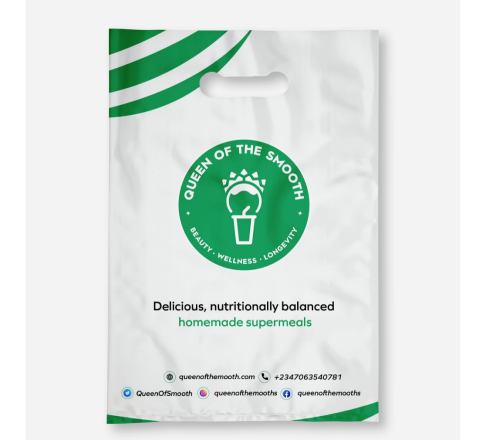 QUEEN OF THE SMOOTH
BEAUTY · WELLNESS · LONGEVITY
Delicious, nutritionally balanced
homemade supermeals
queenofthemooth.com +2347063540781
QueenOfSmooth queenofthemooths queenofthemooths